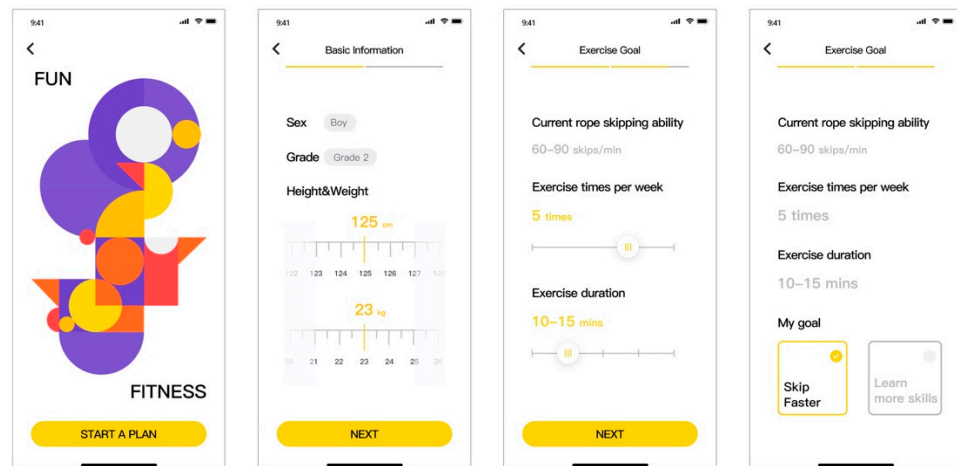 9:41
FUN
FITNESS
START A PLAN
9:41
Basic Information
Sex Boy
Grade Grade 2
Height&Weight
125 cm
122 123 124 125 126 127 128
23 kg
20 21 22 23 24 25 26
NEXT
9:41
Exercise Goal
Current rope skipping ability
60–90 skips/min
Exercise times per week
5 times
Exercise duration
10–15 mins
NEXT
9:41
Exercise Goal
Current rope skipping ability
60–90 skips/min
Exercise times per week
5 times
Exercise duration
10–15 mins
My goal
Skip
Faster
Learn
more skills